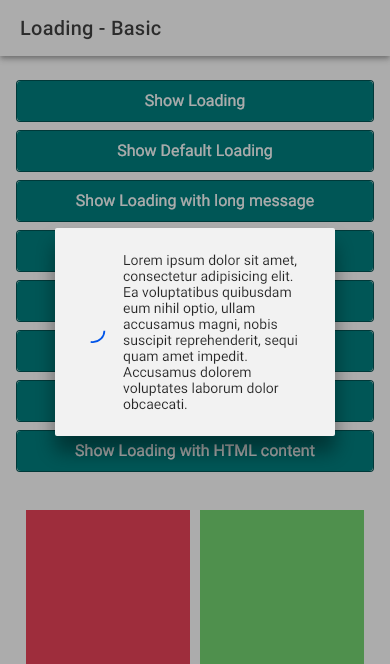 Loading - Basic
Show Loading
Show Default Loading
Show Loading with long message
Lorem ipsum dolor sit amet,
consectetur adipisicing elit.
Ea voluptatibus quibusdam
eum nihil optio, ullam
accusamus magni, nobis
suscipit reprehenderit, sequi
quam amet impedit.
Accusamus dolorem
voluptates laborum dolor
obcaecati.
Show Loading with HTML content